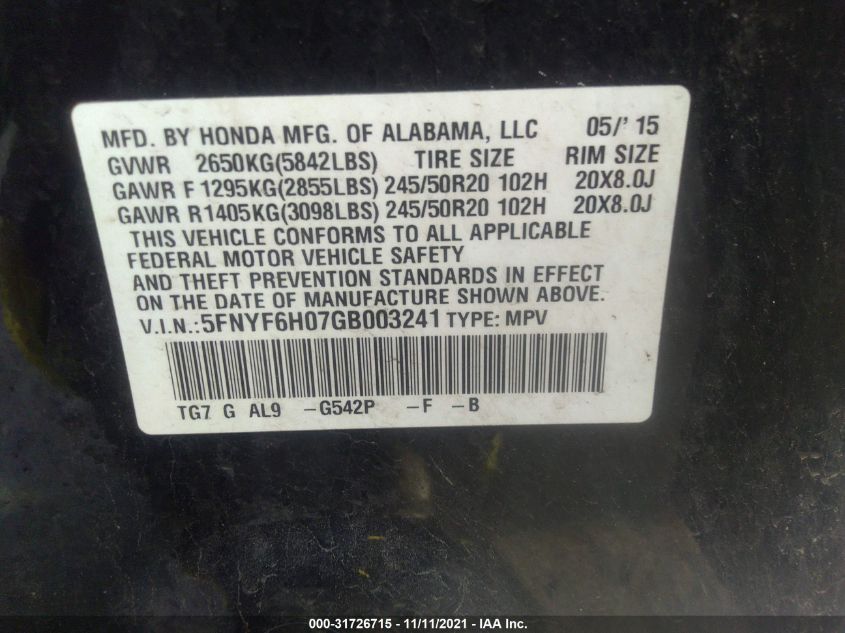 MFD. BY HONDA MFG. OF ALABAMA, LLC 05/' 15
GVWR 2650KG(5842LBS) TIRE SIZE RIM SIZE
GAWR F 1295KG(2855LBS) 245/50R20 102H 20X8.0J
GAWR R1405KG(3098LBS) 245/50R20 102H 20X8.0J
THIS VEHICLE CONFORMS TO ALL APPLICABLE
FEDERAL MOTOR VEHICLE SAFETY
AND THEFT PREVENTION STANDARDS IN EFFECT
ON THE DATE OF MANUFACTURE SHOWN ABOVE.
V.I.N.:5FNYF6H07GB003241 TYPE: MPV
TG7 G AL9 -G542P -F -B
000-31726715 - 11/11/2021 - IAA Inc.